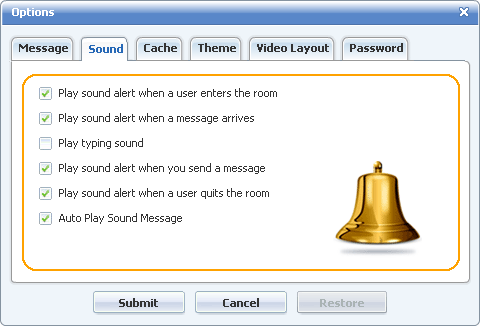 Options
Message Sound Cache Theme Video Layout Password
Play sound alert when a user enters the room
Play sound alert when a message arrives
Play typing sound
Play sound alert when you send a message
Play sound alert when a user quits the room
Auto Play Sound Message
Submit Cancel Restore